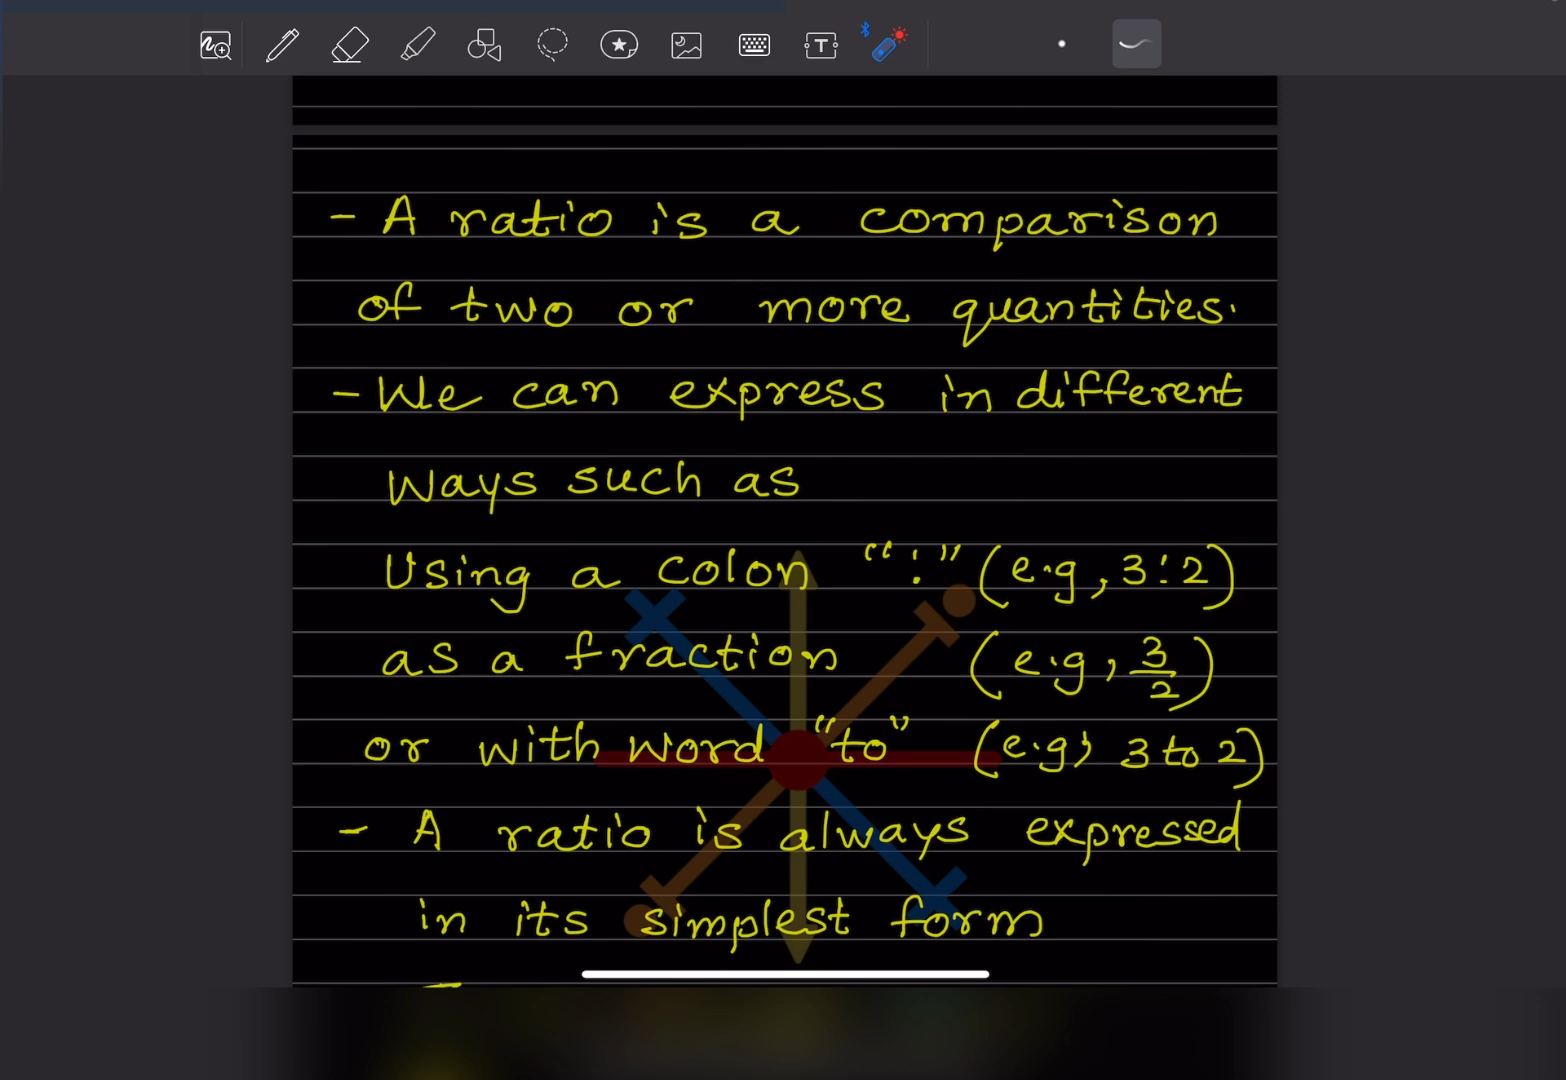 - A ratio is a comparison
of two or more quantities.
- We can express in different
ways such as
Using a colon ":" (e.g, 3:2)
as a fraction (e.g, 3/2)
or with word "to" (e.g, 3 to 2)
- A ratio is always expressed
in its simplest form